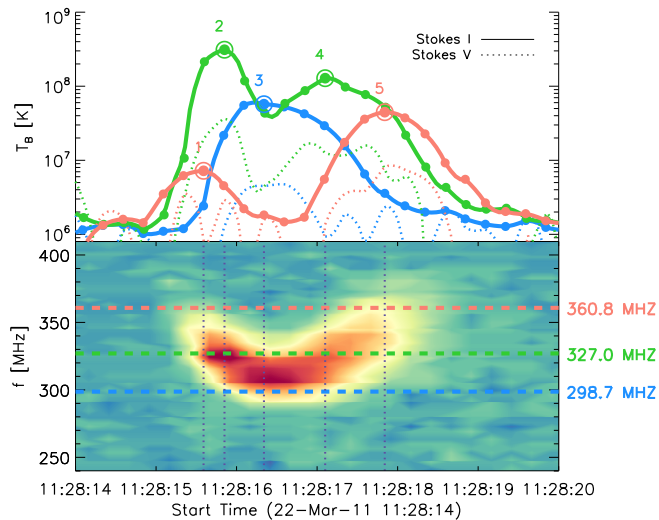 10⁹
2
Stokes I
Stokes V
4
10⁸
3
5
T_B [K]
10⁷
1
10⁶
400
360.8 MHZ
350
f [MHz]
327.0 MHZ
300
298.7 MHZ
250
11:28:14 11:28:15 11:28:16 11:28:17 11:28:18 11:28:19 11:28:20
Start Time (22-Mar-11 11:28:14)